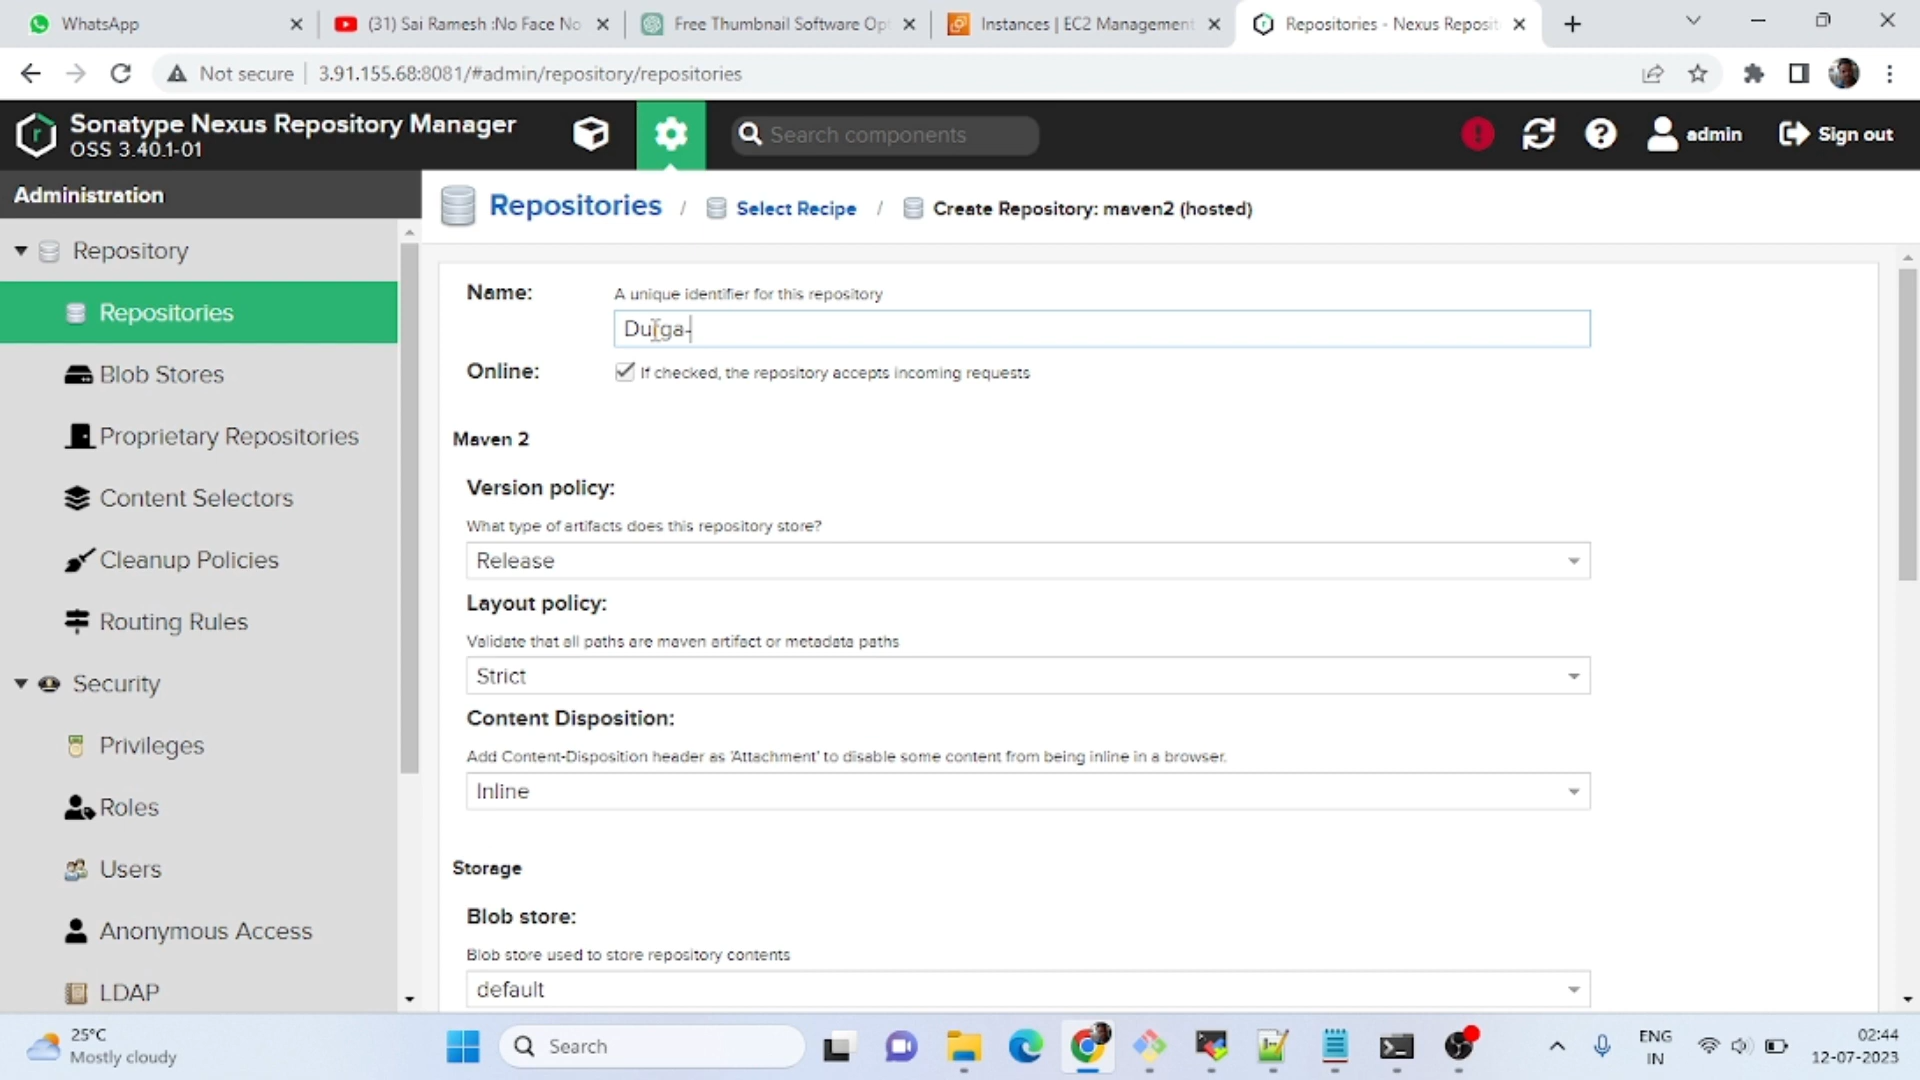 WhatsApp
(31) Sai Ramesh :No Face No
Free Thumbnail Software Op
Instances | EC2 Management
Repositories - Nexus Reposit
Not secure
3.91.155.68:8081/#admin/repository/repositories
Sonatype Nexus Repository Manager
OSS 3.40.1-01
Search components
admin
Sign out
Administration
Repositories / Select Recipe / Create Repository: maven2 (hosted)
Repository
Repositories
Blob Stores
Proprietary Repositories
Content Selectors
Cleanup Policies
Routing Rules
Security
Privileges
Roles
Users
Anonymous Access
LDAP
Name:
A unique identifier for this repository
Durga-
Online:
If checked, the repository accepts incoming requests
Maven 2
Version policy:
What type of artifacts does this repository store?
Release
Layout policy:
Validate that all paths are maven artifact or metadata paths
Strict
Content Disposition:
Add Content-Disposition header as 'Attachment' to disable some content from being inline in a browser.
Inline
Storage
Blob store:
Blob store used to store repository contents
default
25°C
Mostly cloudy
Search
ENG
IN
02:44
12-07-2023